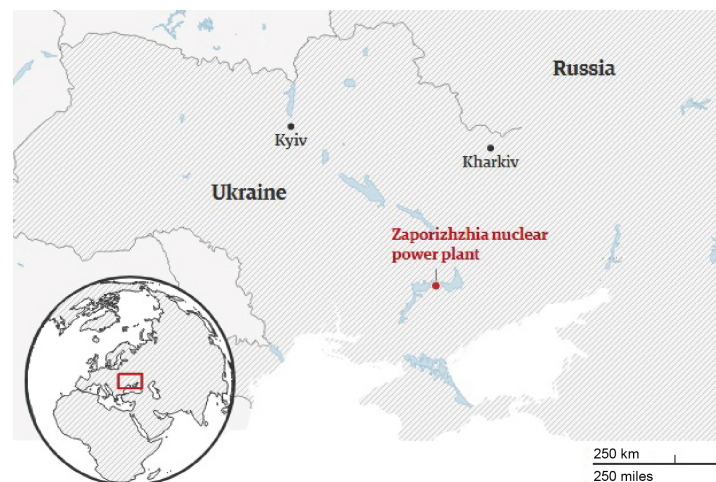 Russia
Kyiv
Kharkiv
Ukraine
Zaporizhzhia nuclear
power plant
250 km
250 miles